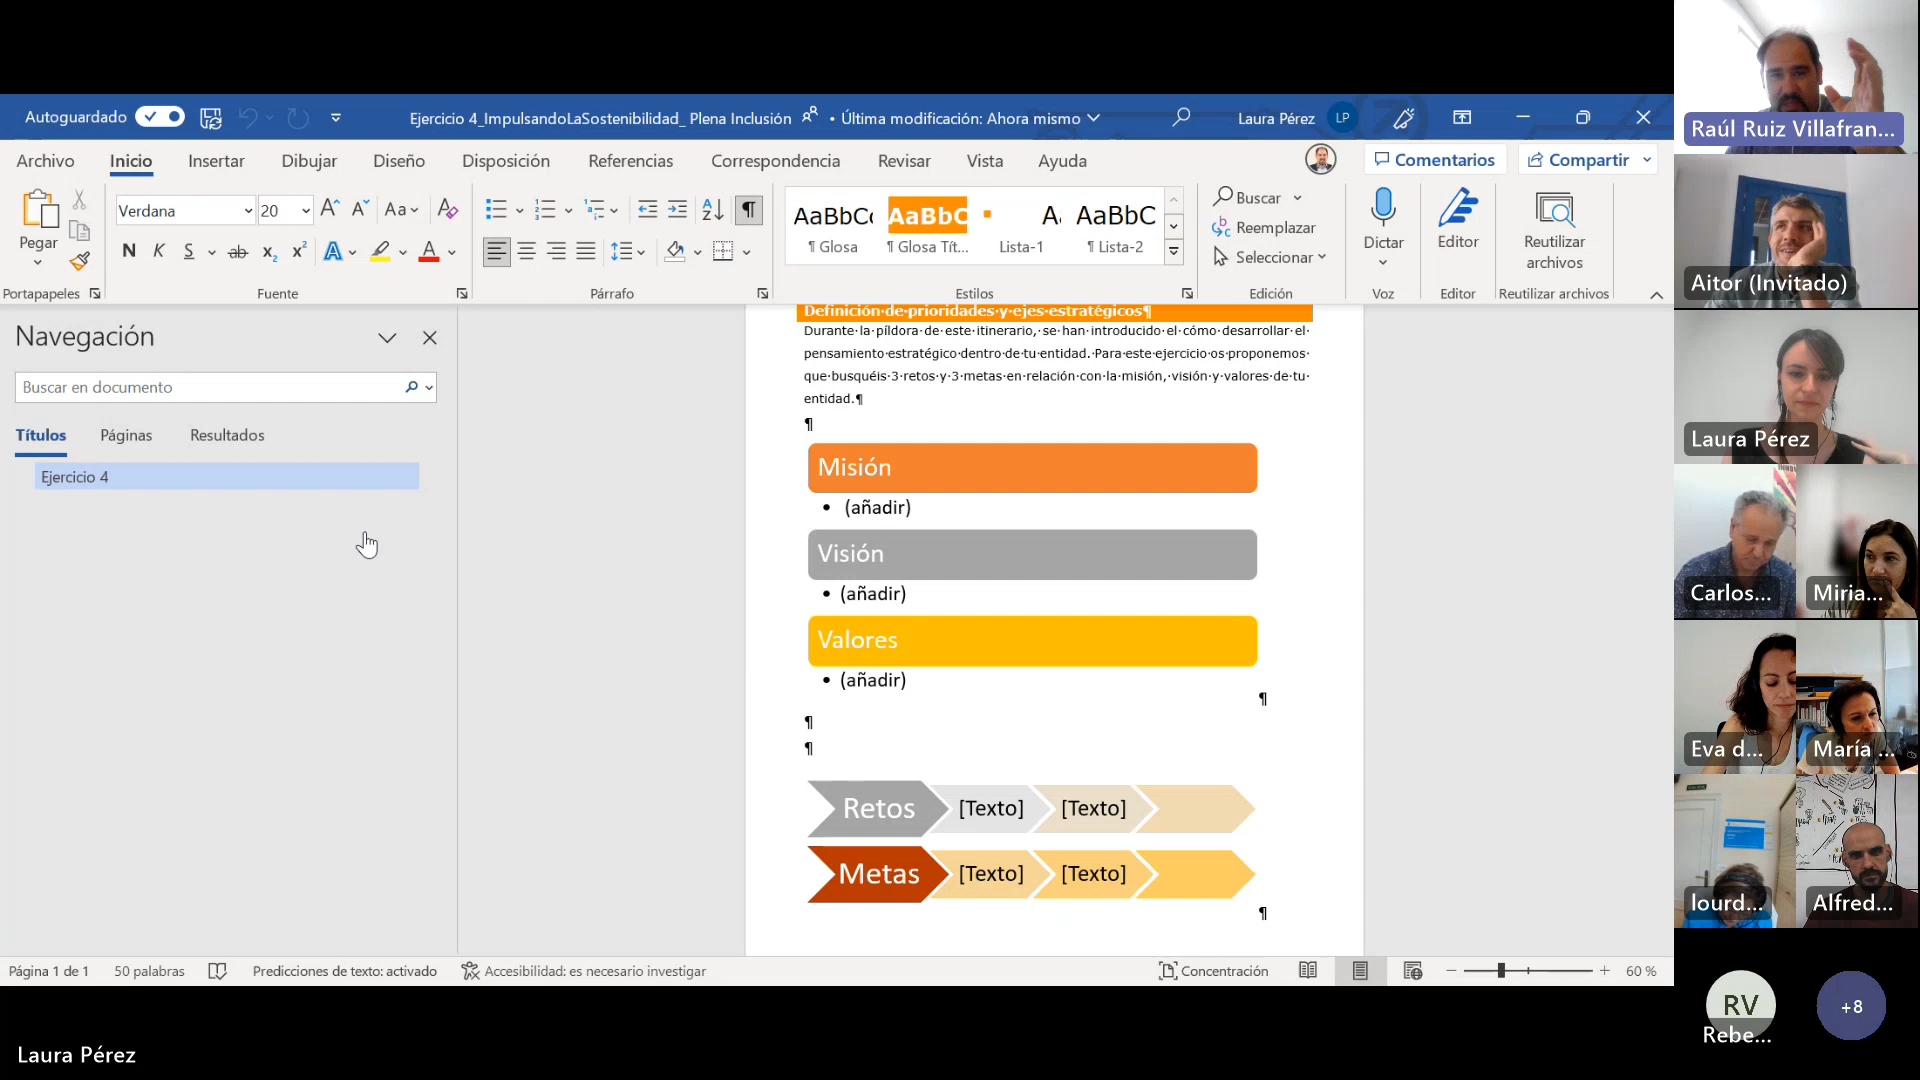 Autoguardado
Ejercicio 4_ImpulsandoLaSostenibilidad_ Plena Inclusión • Última modificación: Ahora mismo
Laura Pérez LP
Archivo Inicio Insertar Dibujar Diseño Disposición Referencias Correspondencia Revisar Vista Ayuda
Comentarios Compartir
Pegar
Portapapeles
Verdana 20
Aa
N K S ab x₂ x² A A
Fuente
Párrafo
AaBbCc AaBbC AaBbC
¶ Glosa ¶ Glosa Tít... Lista-1 ¶ Lista-2
Estilos
Buscar
Reemplazar
Seleccionar
Edición
Dictar
Voz
Editor
Editor
Reutilizar
archivos
Reutilizar archivos
Navegación
Buscar en documento
Títulos Páginas Resultados
Ejercicio 4
Definición·de·prioridades·y·ejes·estratégicos¶
Durante·la·píldora·de·este·itinerario,·se·han·introducido·el·cómo·desarrollar·el·
pensamiento·estratégico·dentro·de·tu·entidad.·Para·este·ejercicio·os·proponemos·
que·busquéis·3·retos·y·3·metas·en·relación·con·la·misión,·visión·y·valores·de·tu·
entidad.¶
¶
Misión
• (añadir)
Visión
• (añadir)
Valores
• (añadir)
¶
¶
¶
Retos [Texto] [Texto]
Metas [Texto] [Texto]
¶
Página 1 de 1 50 palabras Predicciones de texto: activado Accesibilidad: es necesario investigar
Concentración 60 %
Laura Pérez
Raúl Ruiz Villafran...
Aitor (Invitado)
Laura Pérez
Carlos...
Miria...
Eva d...
María ...
lourd...
Alfred...
RV
Rebe...
+8